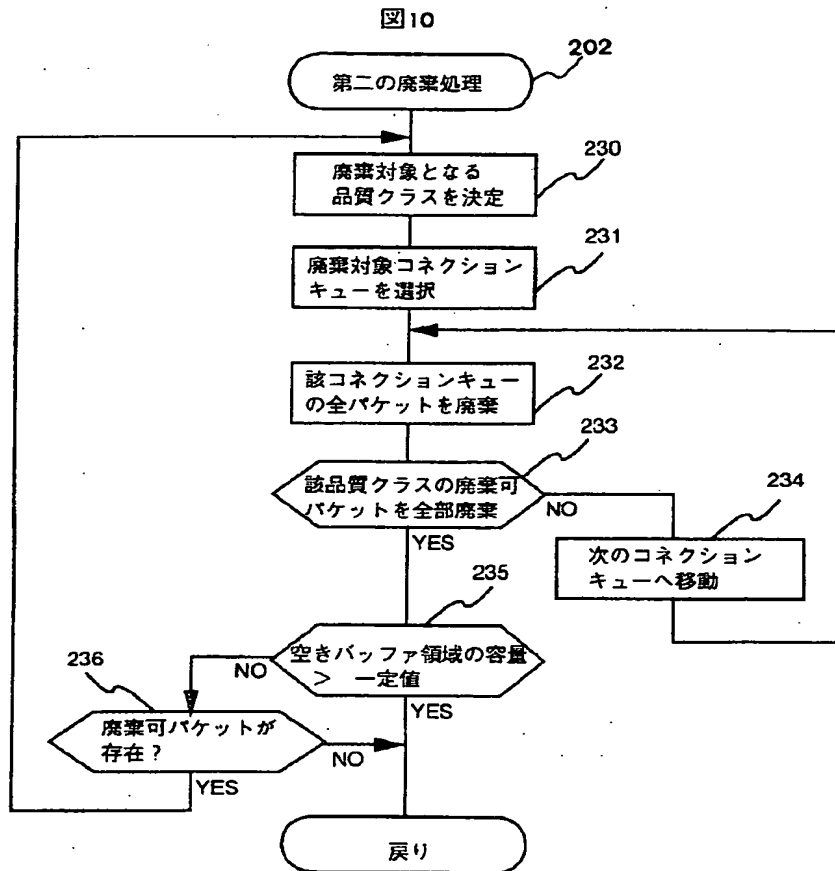 図10
202
第二の廃棄処理
230
廃棄対象となる
品質クラスを決定
231
廃棄対象コネクション
キューを選択
232
該コネクションキュー
の全パケットを廃棄
233
該品質クラスの廃棄可
パケットを全部廃棄
NO
YES
234
次のコネクション
キューへ移動
235
空きバッファ領域の容量
> 一定値
NO
YES
236
廃棄可パケットが
存在?
NO
YES
戻り